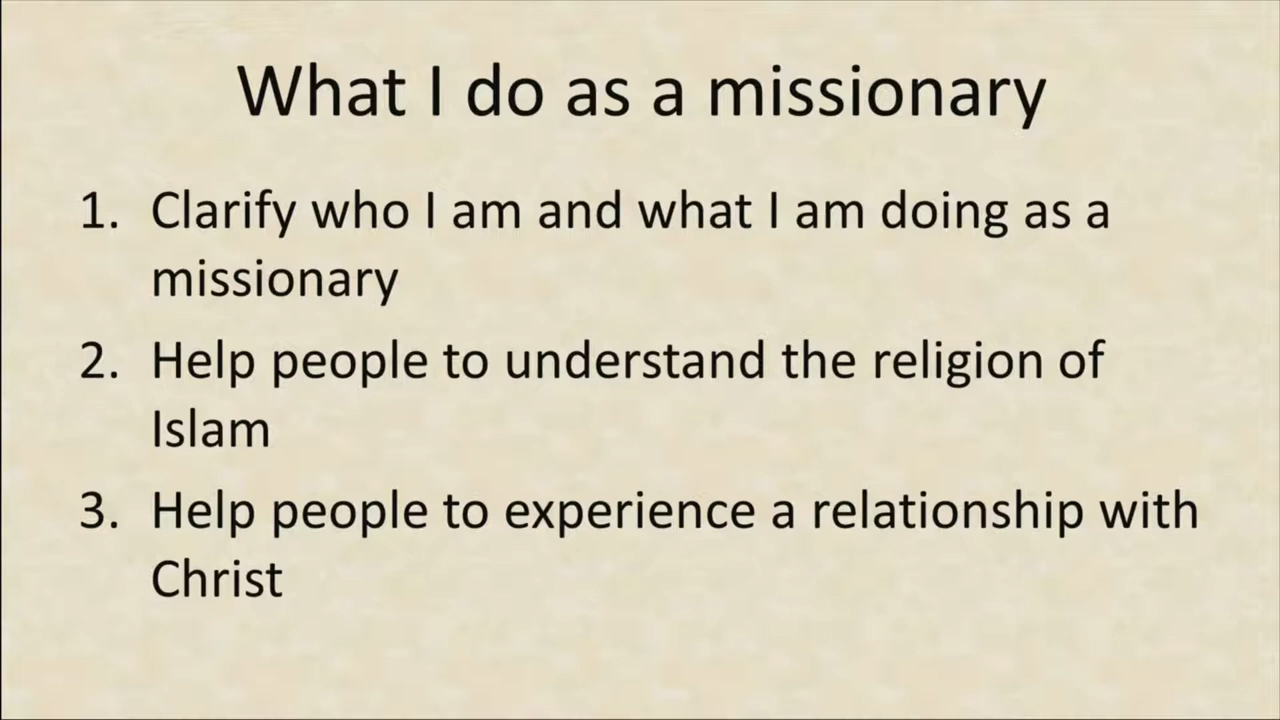 What I do as a missionary
1. Clarify who I am and what I am doing as a
missionary
2. Help people to understand the religion of
Islam
3. Help people to experience a relationship with
Christ